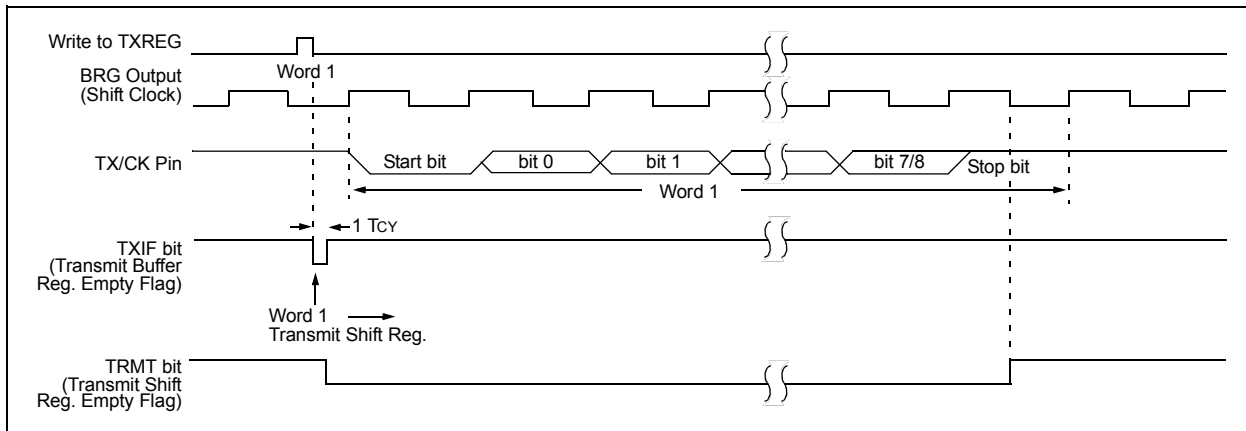 Write to TXREG
Word 1
BRG Output
(Shift Clock)
TX/CK Pin
Start bit
bit 0
bit 1
bit 7/8
Stop bit
Word 1
1 TCY
TXIF bit
(Transmit Buffer
Reg. Empty Flag)
Word 1
Transmit Shift Reg.
TRMT bit
(Transmit Shift
Reg. Empty Flag)